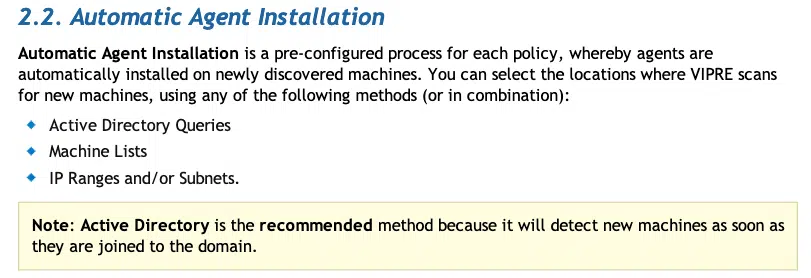 2.2. Automatic Agent Installation
Automatic Agent Installation is a pre-configured process for each policy, whereby agents are
automatically installed on newly discovered machines. You can select the locations where VIPRE scans
for new machines, using any of the following methods (or in combination):
Active Directory Queries
Machine Lists
IP Ranges and/or Subnets.
Note: Active Directory is the recommended method because it will detect new machines as soon as
they are joined to the domain.